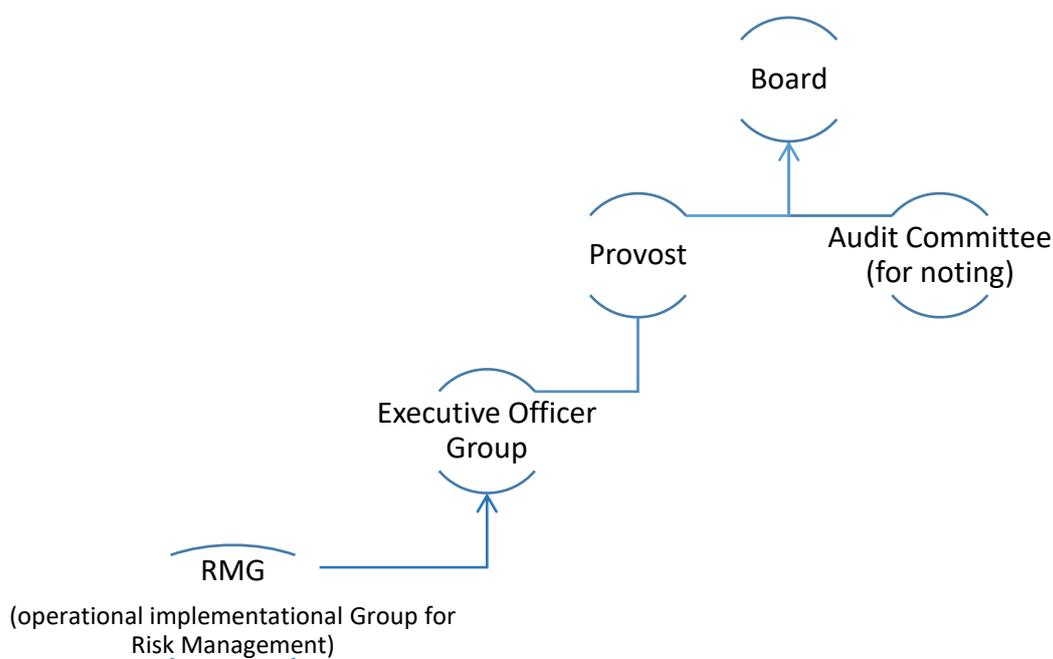 Board
Provost
Audit Committee
(for noting)
Executive Officer
Group
RMG
(operational implementational Group for
Risk Management)